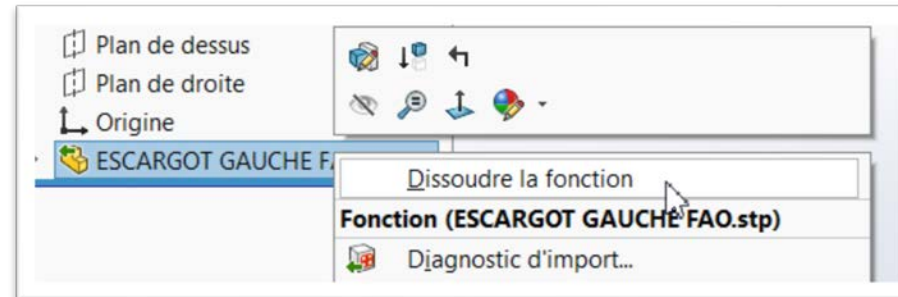 Plan de dessus
Plan de droite
Origine
ESCARGOT GAUCHE F
Dissoudre la fonction
Fonction (ESCARGOT GAUCHE FAO.stp)
Diagnostic d'import...